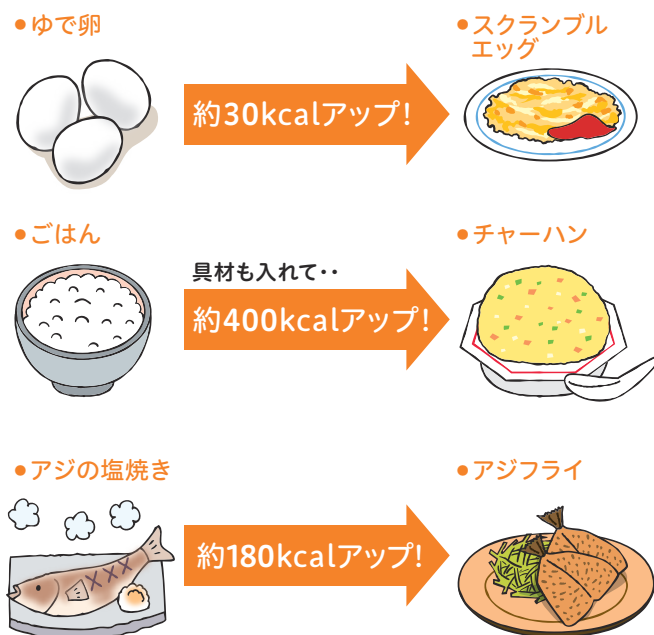 ●ゆで卵
約30kcalアップ!
●スクランブル
エッグ
●ごはん
具材も入れて・・
約400kcalアップ!
●チャーハン
●アジの塩焼き
約180kcalアップ!
●アジフライ